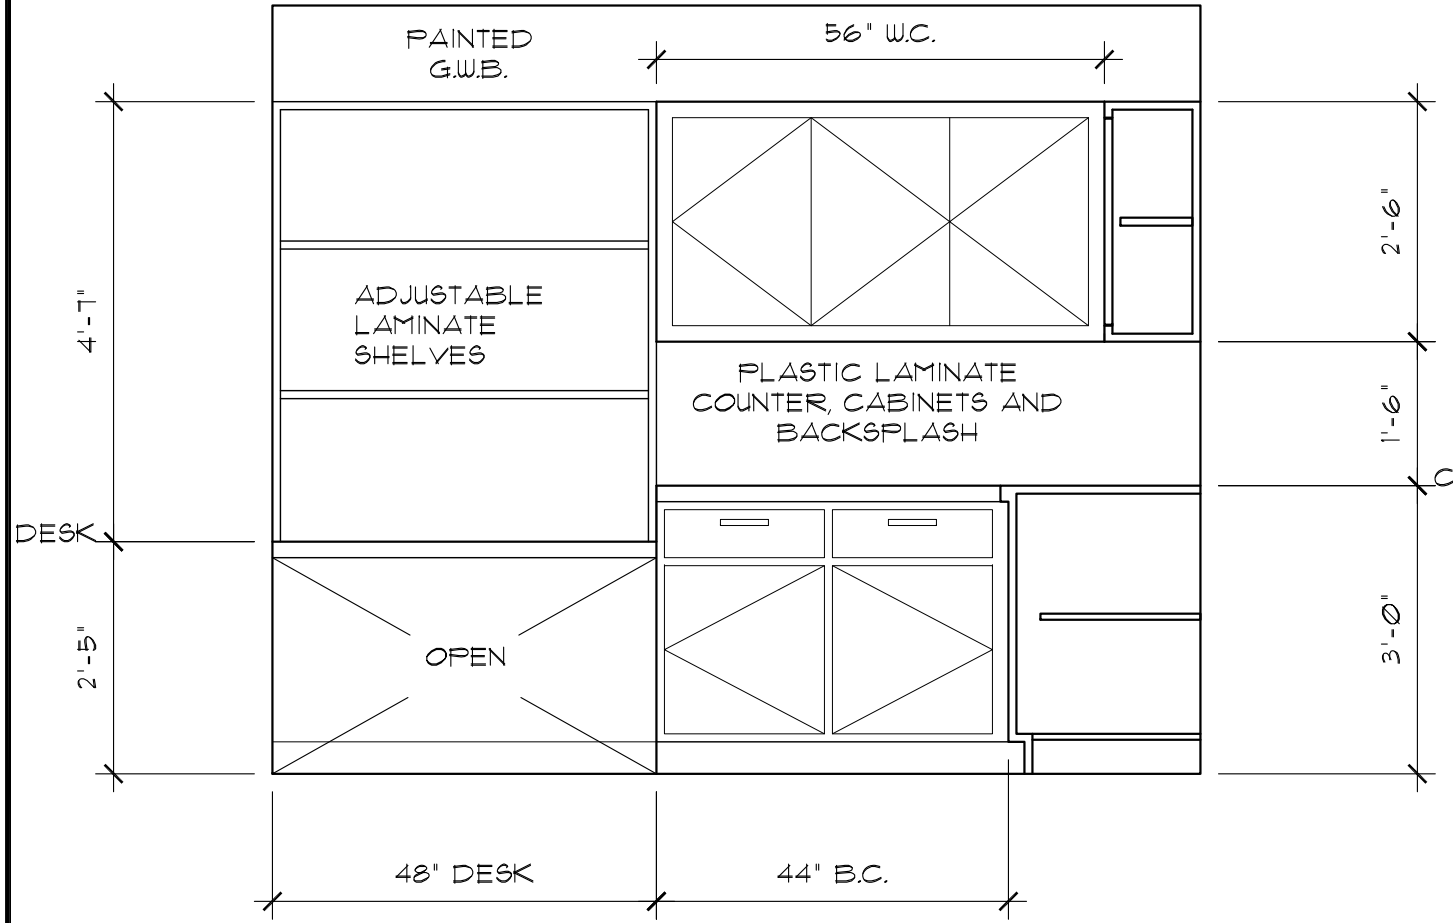 PAINTED
G.W.B.
56" W.C.
4'-7"
2'-6"
ADJUSTABLE
LAMINATE
SHELVES
PLASTIC LAMINATE
COUNTER, CABINETS AND
BACKSPLASH
1'-6"
C
DESK
OPEN
2'-5"
3'-0"
48" DESK
44" B.C.